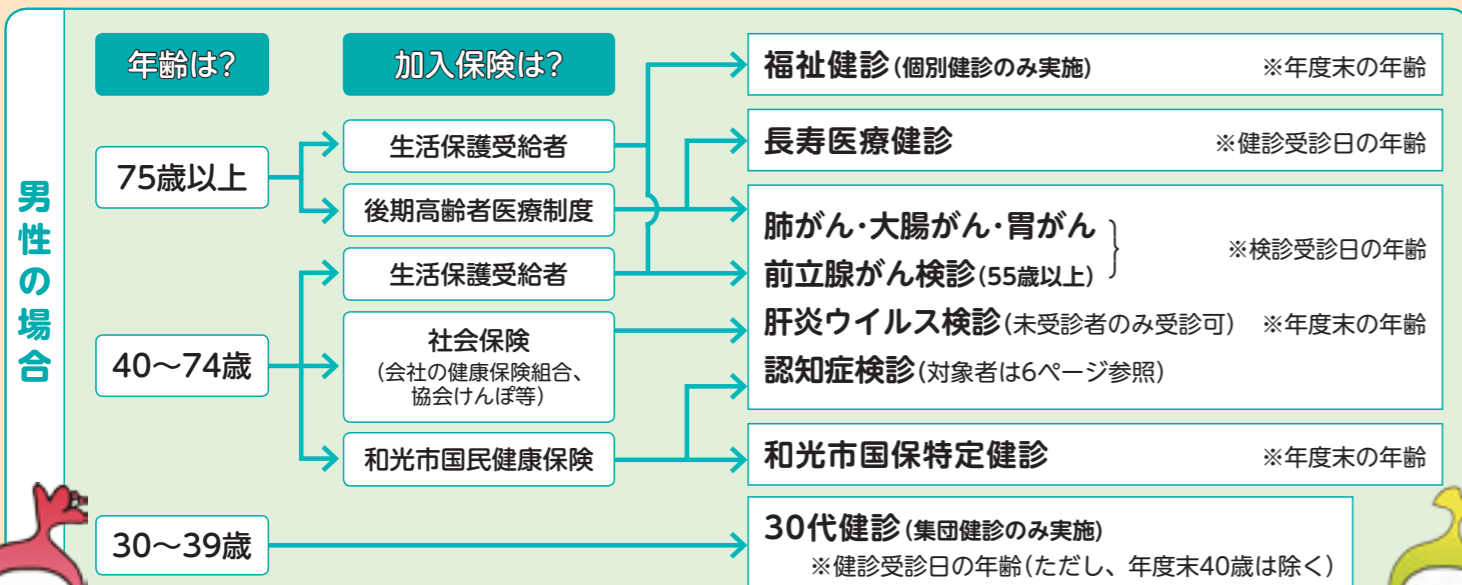 男性の場合
年齢は?
加入保険は?
75歳以上
生活保護受給者
後期高齢者医療制度
40〜74歳
生活保護受給者
社会保険
(会社の健康保険組合、
協会けんぽ等)
和光市国民健康保険
30〜39歳
福祉健診(個別健診のみ実施) ※年度末の年齢
長寿医療健診 ※健診受診日の年齢
肺がん・大腸がん・胃がん
前立腺がん検診(55歳以上)
※検診受診日の年齢
肝炎ウイルス検診(未受診者のみ受診可) ※年度末の年齢
認知症検診(対象者は6ページ参照)
和光市国保特定健診 ※年度末の年齢
30代健診(集団健診のみ実施)
※健診受診日の年齢(ただし、年度末40歳は除く)